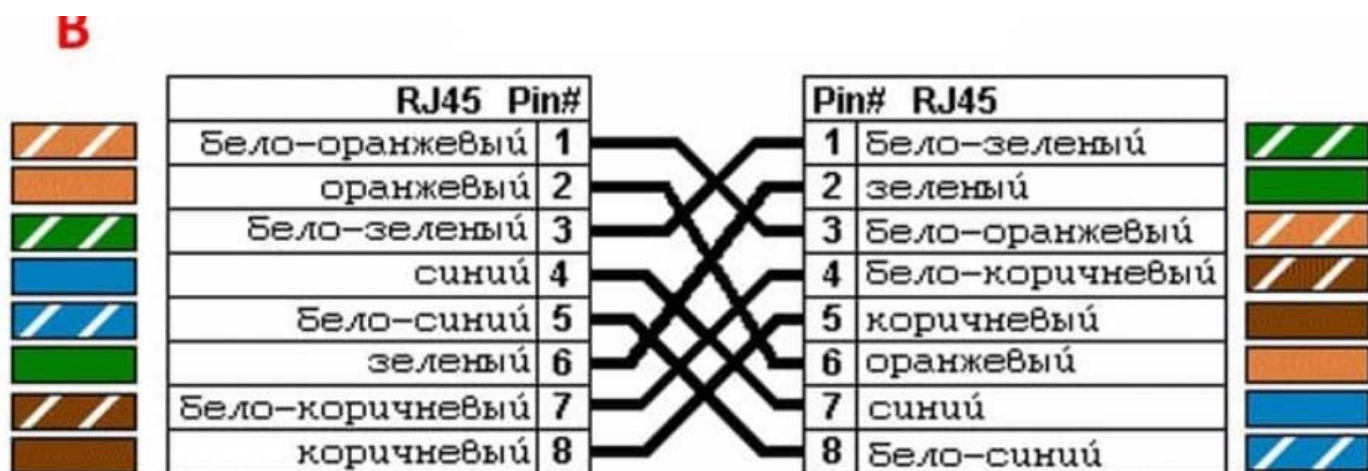 В
RJ45 Pin# Pin# RJ45
бело-оранжевый 1 1 бело-зеленый
оранжевый 2 2 зеленый
бело-зеленый 3 3 бело-оранжевый
синий 4 4 бело-коричневый
бело-синий 5 5 коричневый
зеленый 6 6 оранжевый
бело-коричневый 7 7 синий
коричневый 8 8 бело-синий